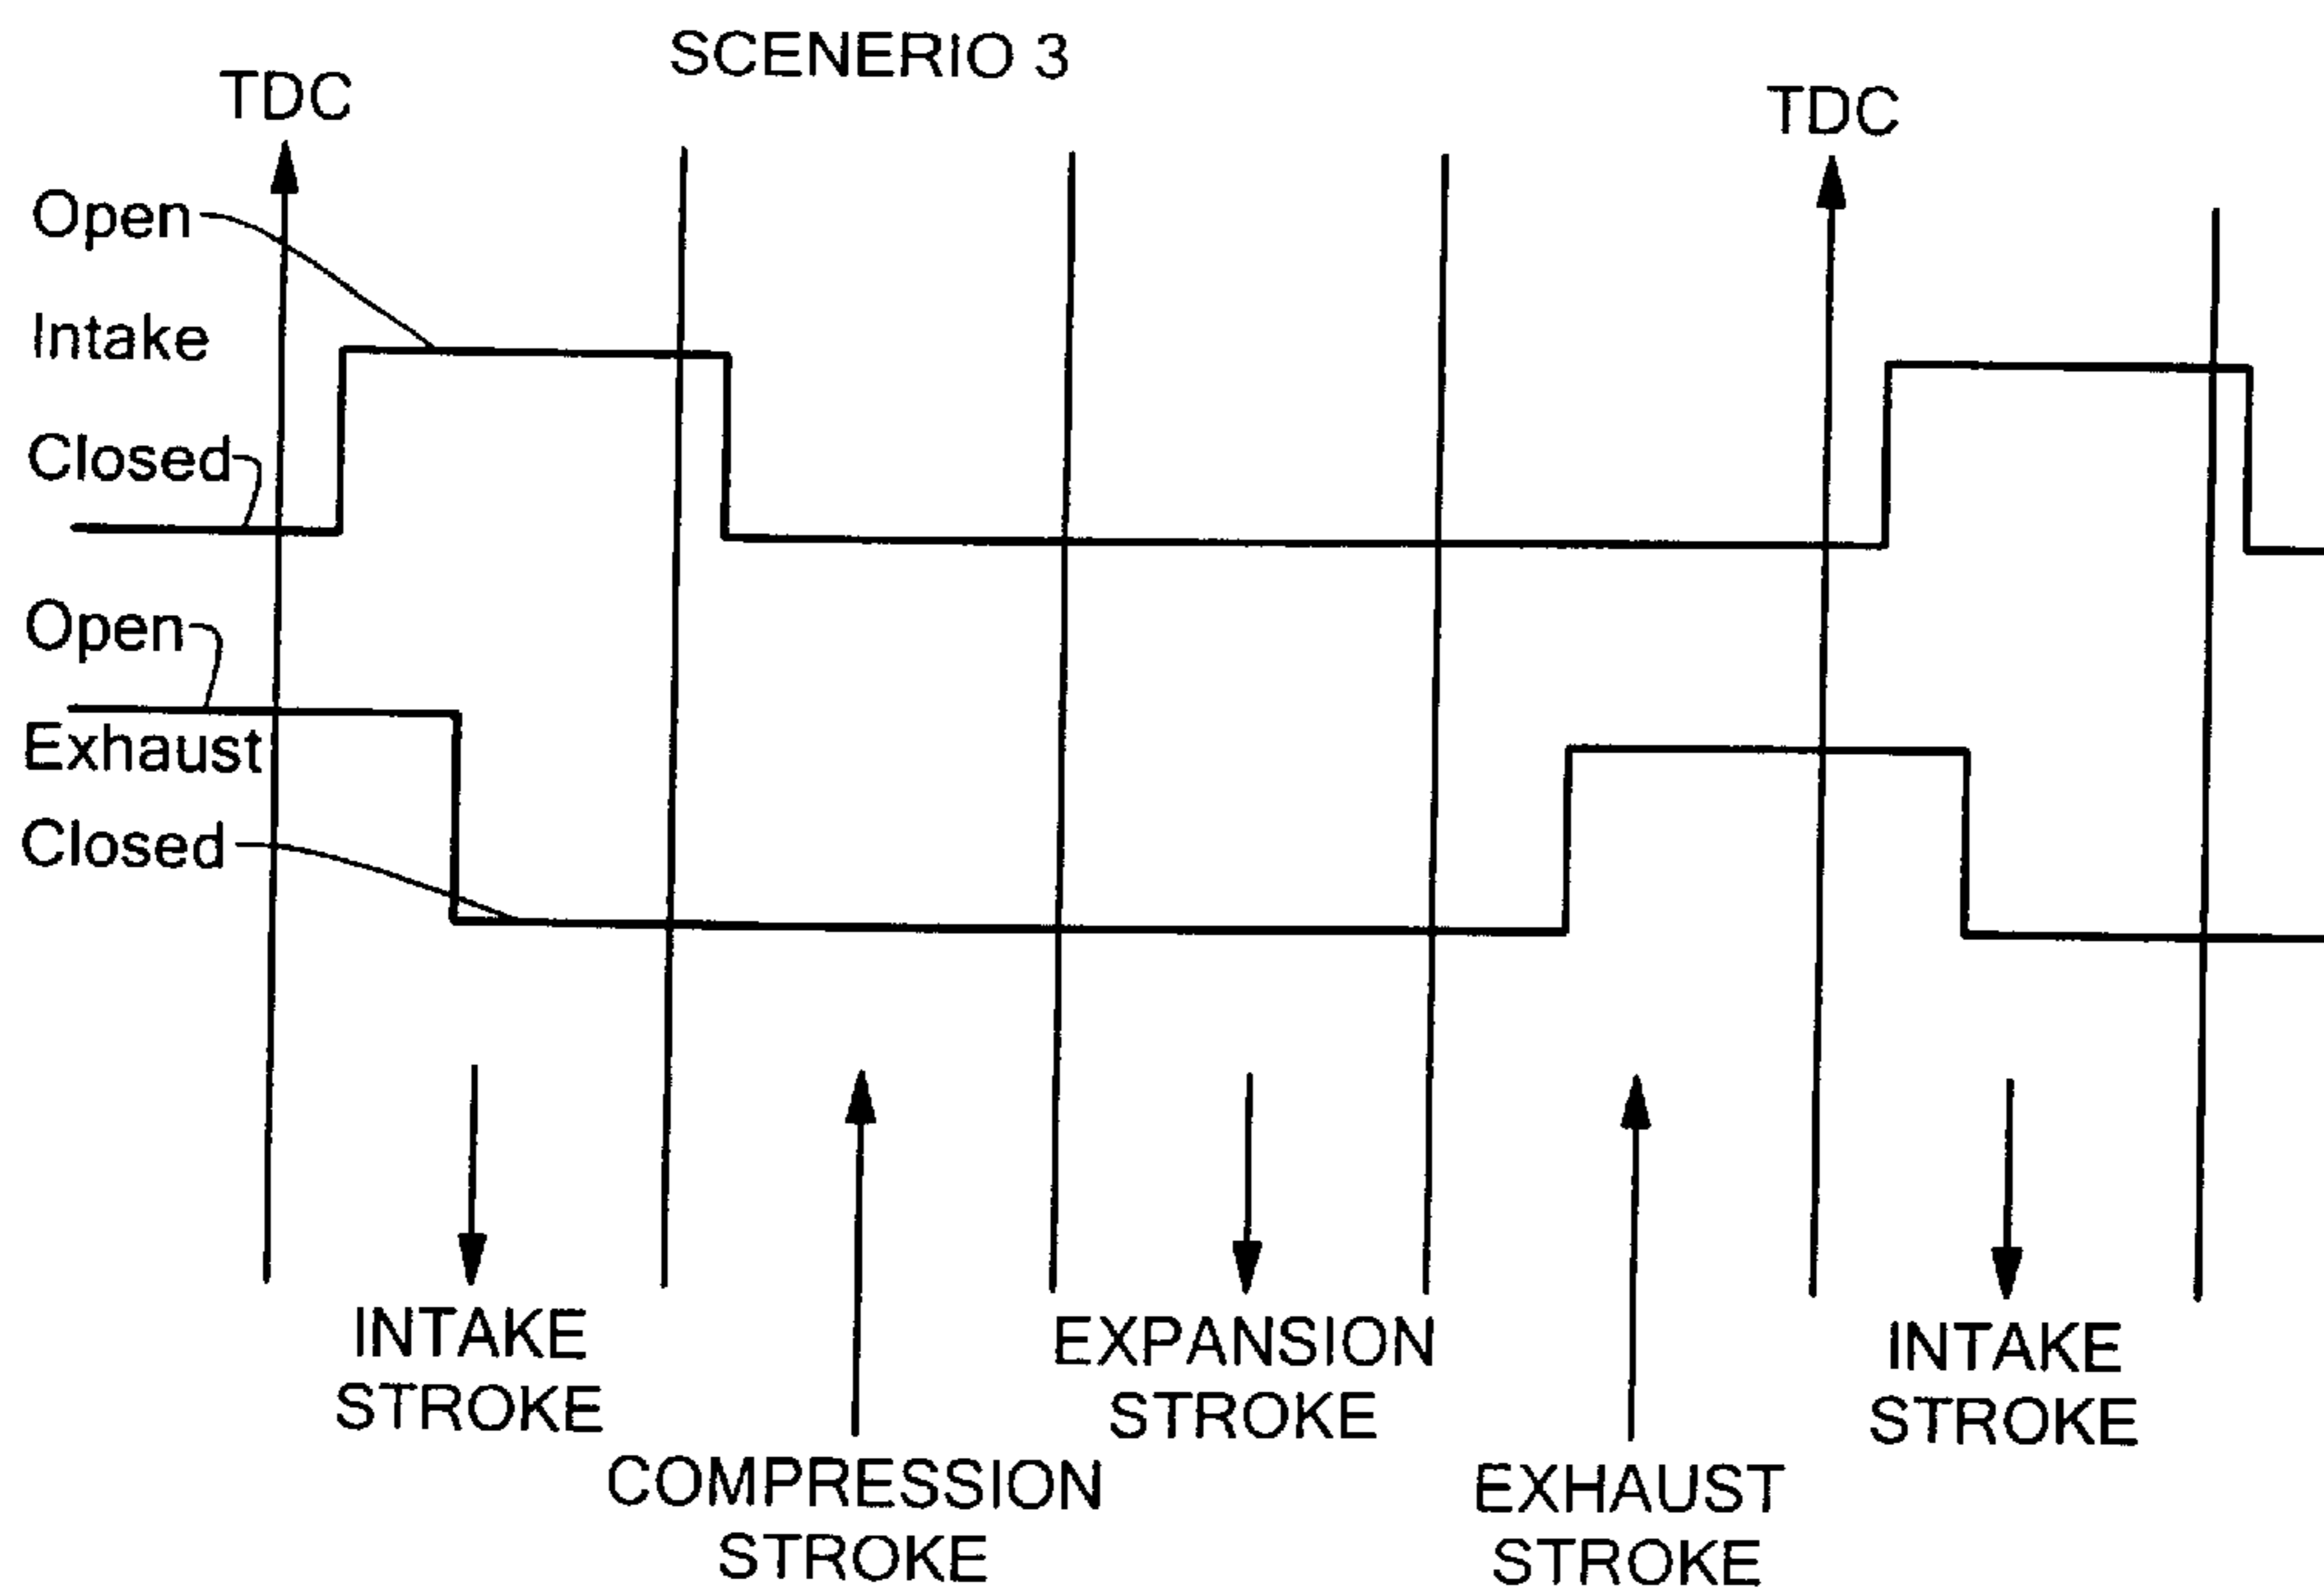 SCENERIO 3
TDC
TDC
Open
Intake
Closed
Open
Exhaust
Closed
INTAKE
STROKE
COMPRESSION
STROKE
EXPANSION
STROKE
EXHAUST
STROKE
INTAKE
STROKE